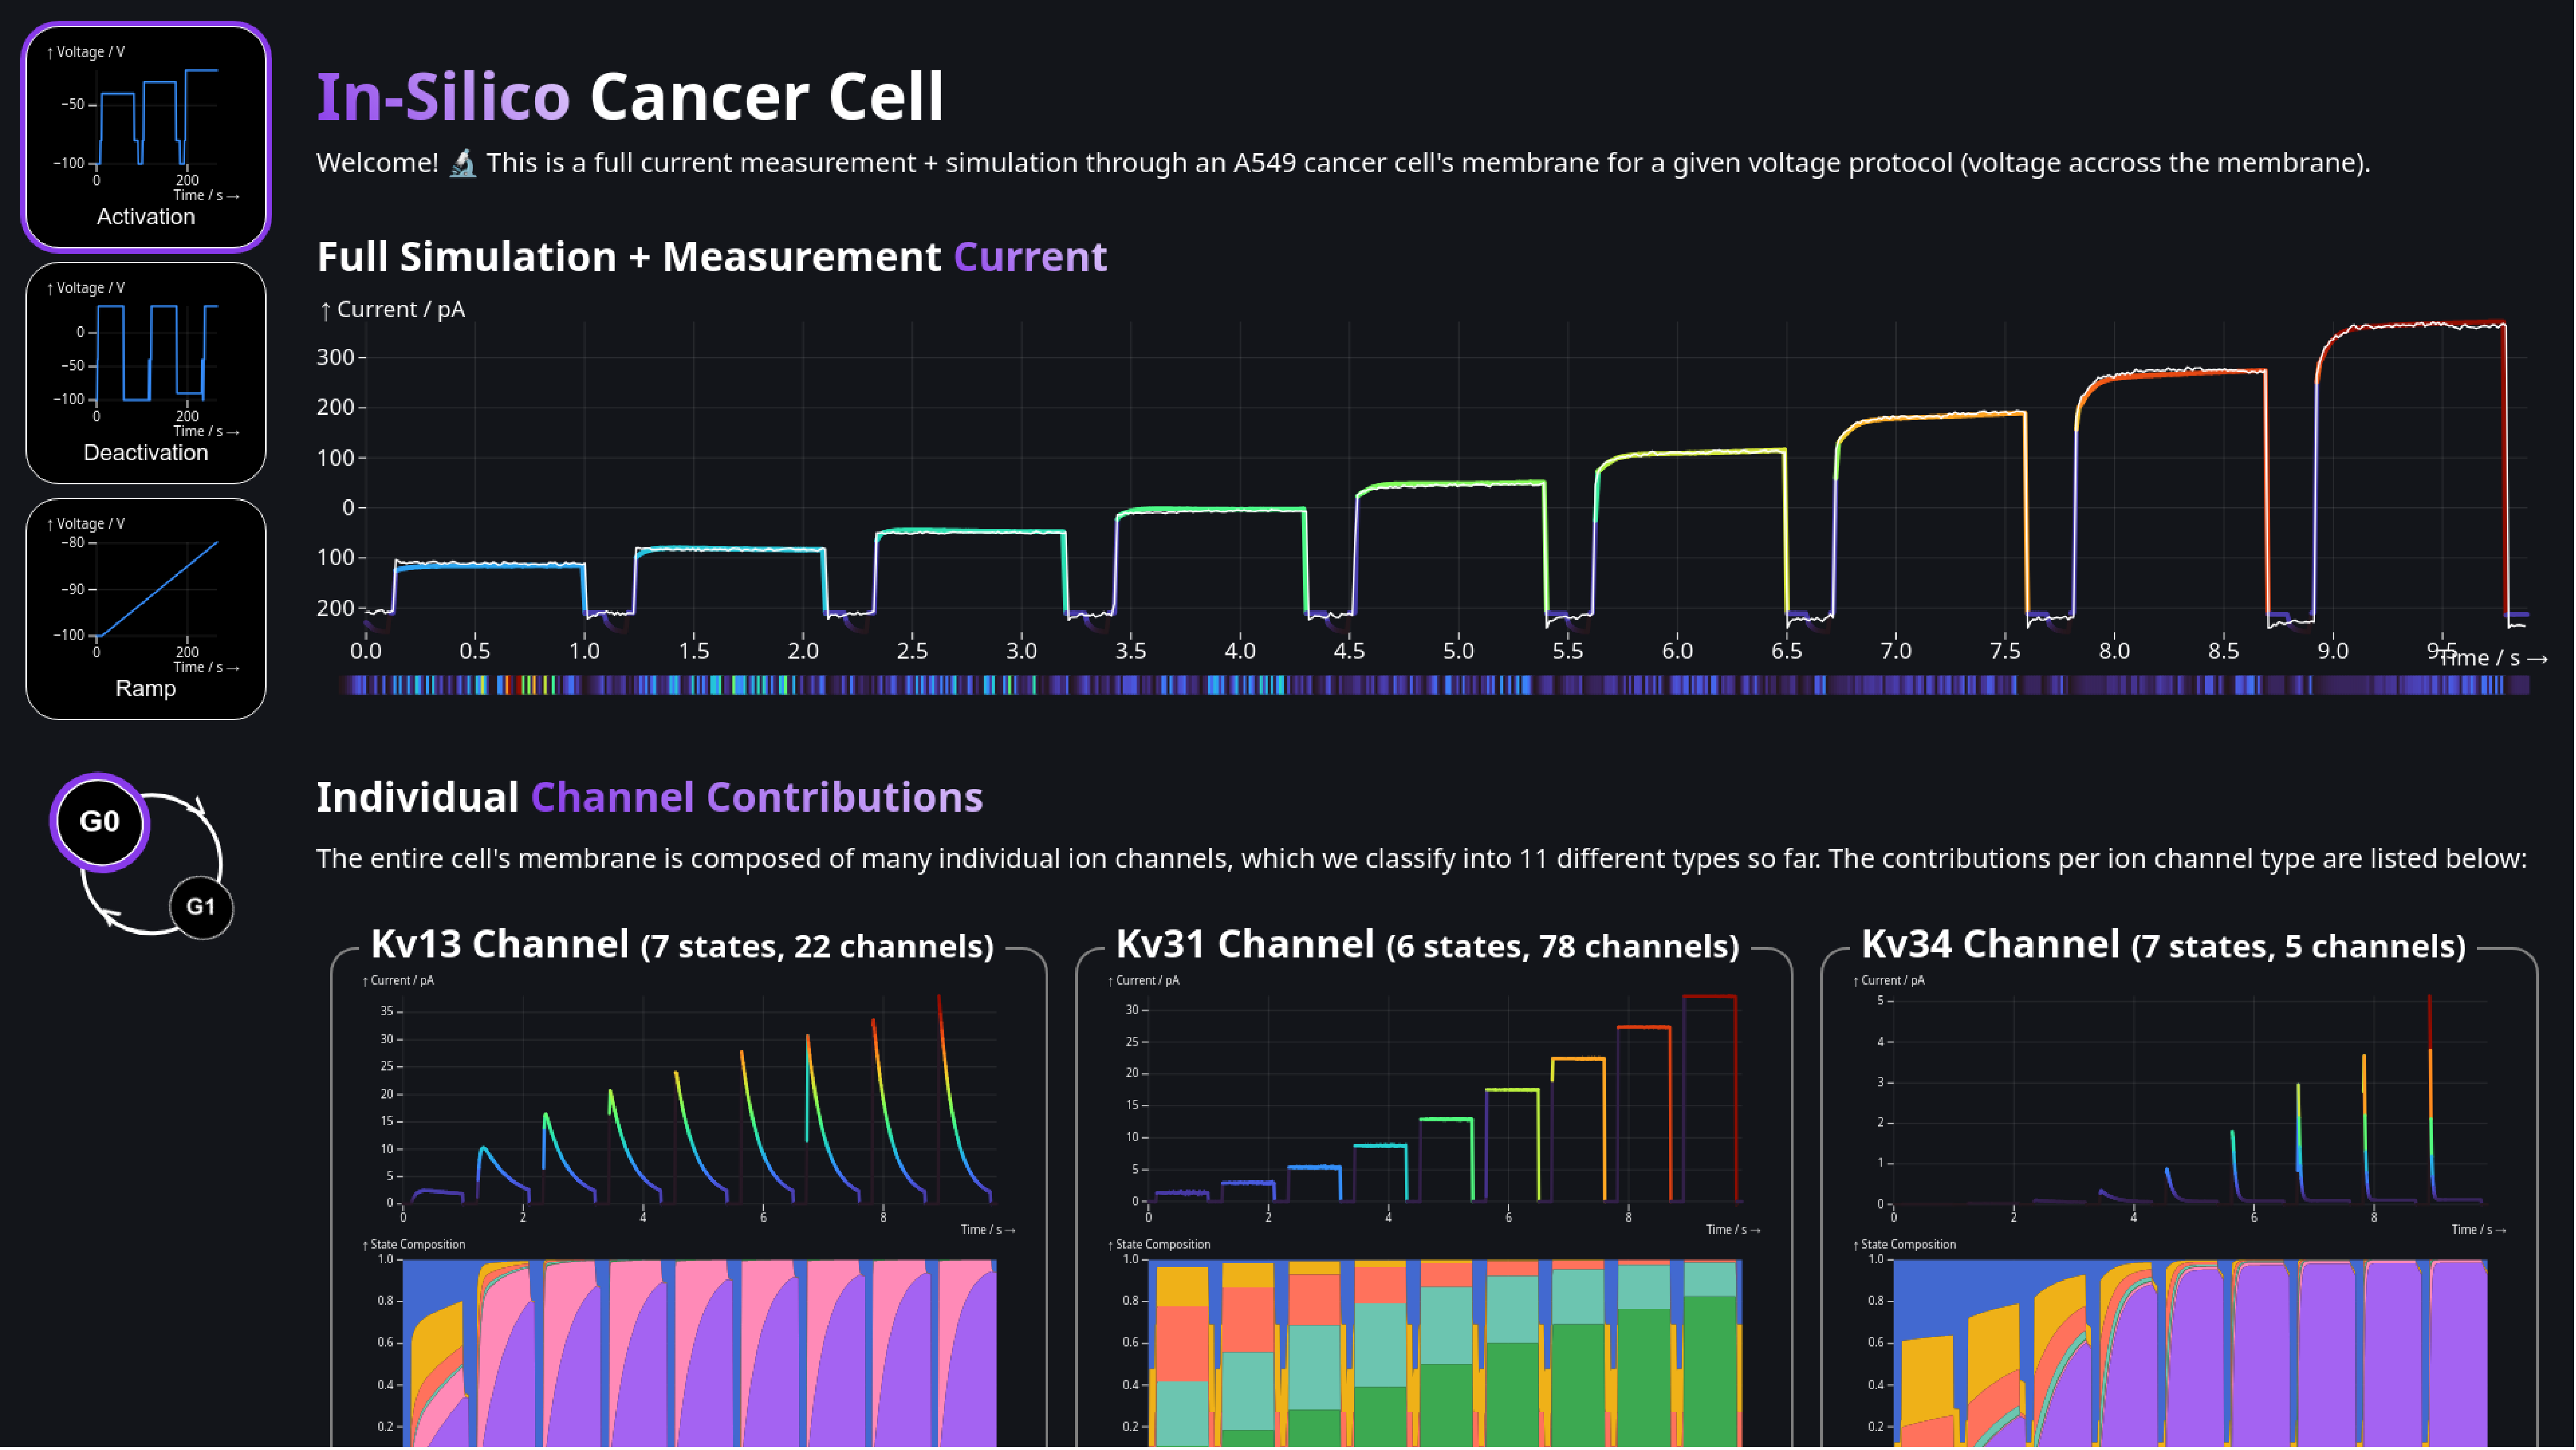 ↑ Voltage / V
−50
−100
0
200
Time / s →
Activation
↑ Voltage / V
0
−50
−100
0
200
Time / s →
Deactivation
↑ Voltage / V
−80
−90
−100
0
200
Time / s →
Ramp
G0
G1
In-Silico Cancer Cell
Welcome! 🔬 This is a full current measurement + simulation through an A549 cancer cell's membrane for a given voltage protocol (voltage accross the membrane).
Full Simulation + Measurement Current
↑ Current / pA
300
200
100
0
100
200
0.0 0.5 1.0 1.5 2.0 2.5 3.0 3.5 4.0 4.5 5.0 5.5 6.0 6.5 7.0 7.5 8.0 8.5 9.0 9.5
Time / s →
Individual Channel Contributions
The entire cell's membrane is composed of many individual ion channels, which we classify into 11 different types so far. The contributions per ion channel type are listed below:
Kv13 Channel (7 states, 22 channels)
↑ Current / pA
35
30
25
20
15
10
5
0
0 2 4 6 8
Time / s →
↑ State Composition
1.0
0.8
0.6
0.4
0.2
Kv31 Channel (6 states, 78 channels)
↑ Current / pA
30
25
20
15
10
5
0
0 2 4 6 8
Time / s →
↑ State Composition
1.0
0.8
0.6
0.4
0.2
Kv34 Channel (7 states, 5 channels)
↑ Current / pA
5
4
3
2
1
0
0 2 4 6 8
Time / s →
↑ State Composition
1.0
0.8
0.6
0.4
0.2